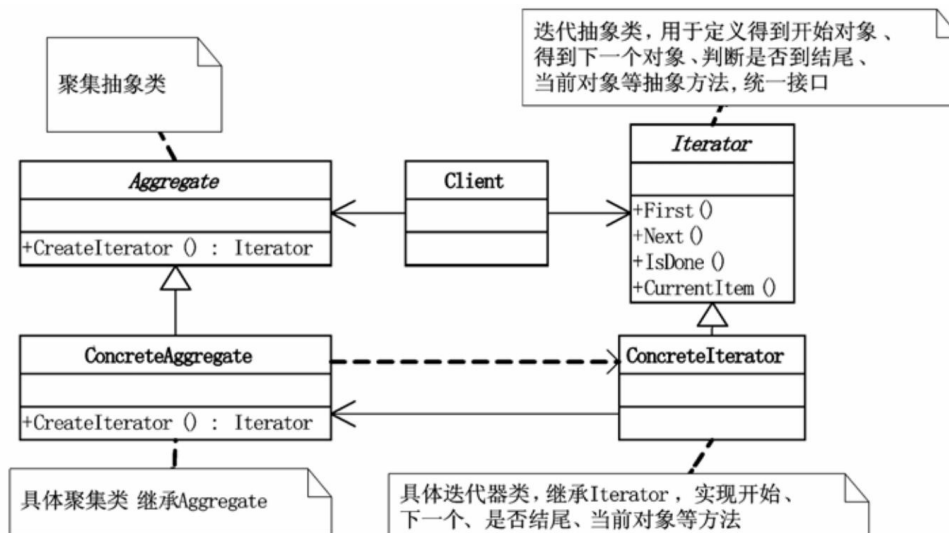 迭代抽象类，用于定义得到开始对象、
得到下一个对象、判断是否到结尾、
当前对象等抽象方法，统一接口
聚集抽象类
Aggregate
+CreateIterator() : Iterator
Client
Iterator
+First()
+Next()
+IsDone()
+CurrentItem()
ConcreteAggregate
+CreateIterator() : Iterator
ConcreteIterator
具体聚集类 继承Aggregate
具体迭代器类，继承Iterator，实现开始、
下一个、是否结尾、当前对象等方法